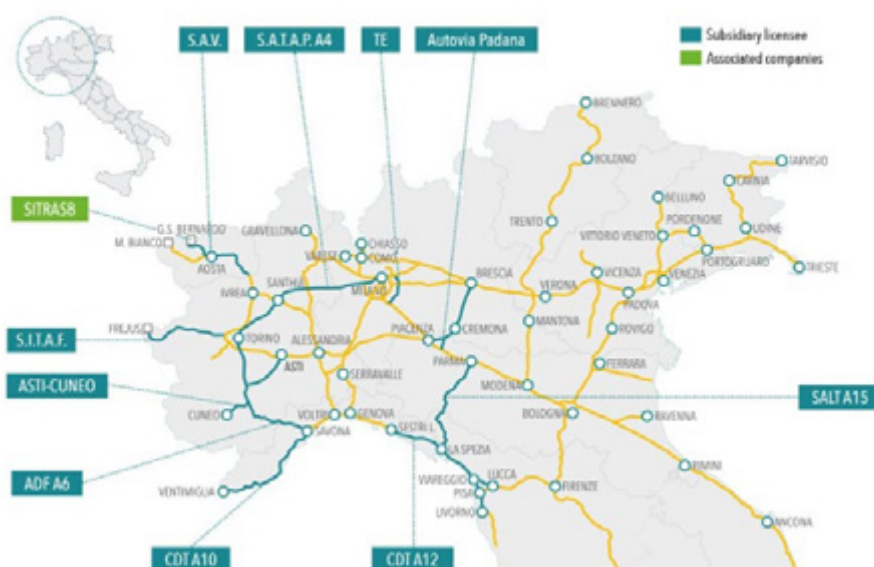 S.A.V.
S.A.T.A.P. A4
TE
Autovia Padana
Subsidiary licensee
Associated companies
BRENNERO
BOLZANO
TARVISIO
CARNIA
SITRASB
BELLUNO
PORDENONE
UDINE
G.S. BERNARDO
M. BIANCO
GRAVELLONA
CHIASSO
COMO
VARESE
TRENTO
VITTORIO VENETO
PORTOGRUARO
TRIESTE
AOSTA
IVREA
SANTHIÀ
MILANO
BRESCIA
VERONA
VICENZA
VENEZIA
PADOVA
FREJUS
S.I.T.A.F.
TORINO
ALESSANDRIA
PIACENZA
CREMONA
MANTOVA
ROVIGO
ASTI
PARMA
FERRARA
SERRAVALLE
ASTI-CUNEO
MODENA
SALT A15
CUNEO
VOLTRI
GENOVA
BOLOGNA
RAVENNA
SAVONA
SESTRI L.
LA SPEZIA
ADF A6
RIMINI
VENTIMIGLIA
VIAREGGIO
LUCCA
PISA
FIRENZE
LIVORNO
ANCONA
CDT A10
CDT A12